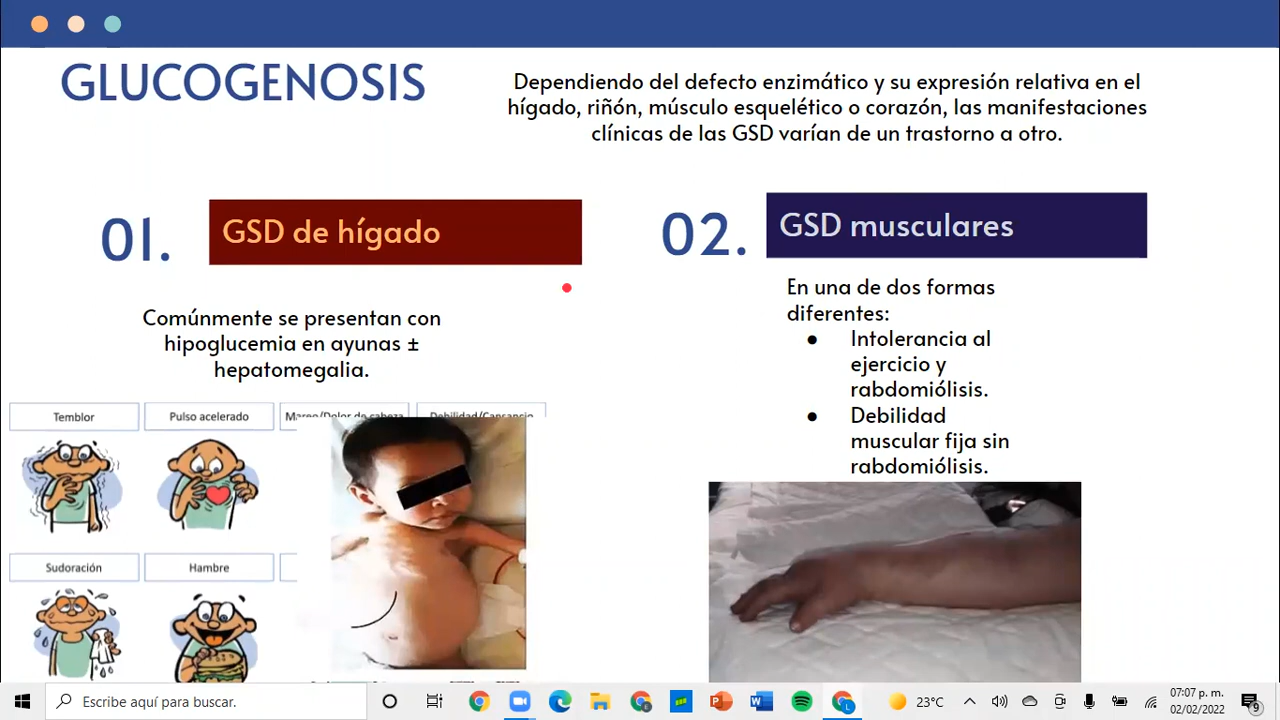 GLUCOGENOSIS
Dependiendo del defecto enzimático y su expresión relativa en el
hígado, riñón, músculo esquelético o corazón, las manifestaciones
clínicas de las GSD varían de un trastorno a otro.
01.
GSD de hígado
02.
GSD musculares
Comúnmente se presentan con
hipoglucemia en ayunas ±
hepatomegalia.
En una de dos formas
diferentes:
● Intolerancia al
ejercicio y
rabdomiólisis.
● Debilidad
muscular fija sin
rabdomiólisis.
Temblor
Pulso acelerado
Mareo/Dolor de cabeza
Debilidad/Cansancio
Sudoración
Hambre
Escribe aquí para buscar.
23°C
07:07 p. m.
02/02/2022
9